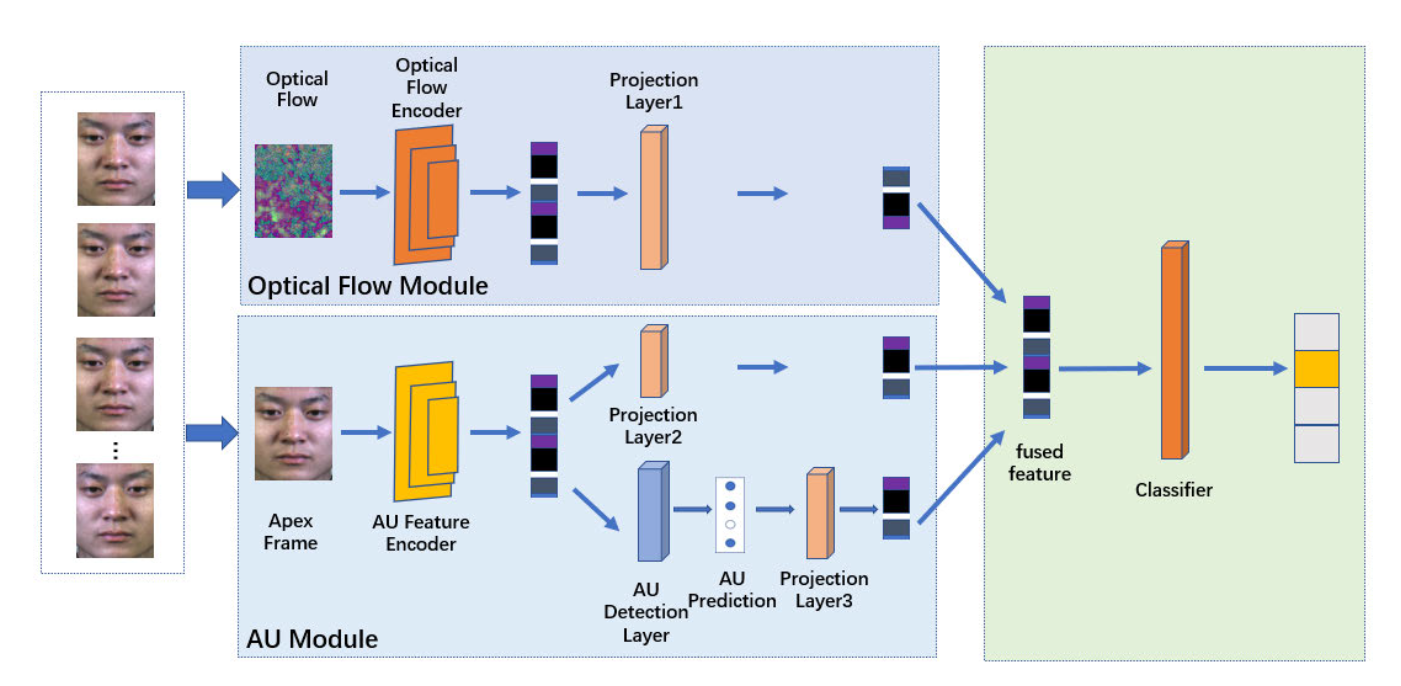 Optical
Flow
Optical
Flow
Encoder
Projection
Layer1
Optical Flow Module
...
Apex
Frame
AU Feature
Encoder
Projection
Layer2
AU
Detection
Layer
AU
Prediction
Projection
Layer3
AU Module
fused
feature
Classifier